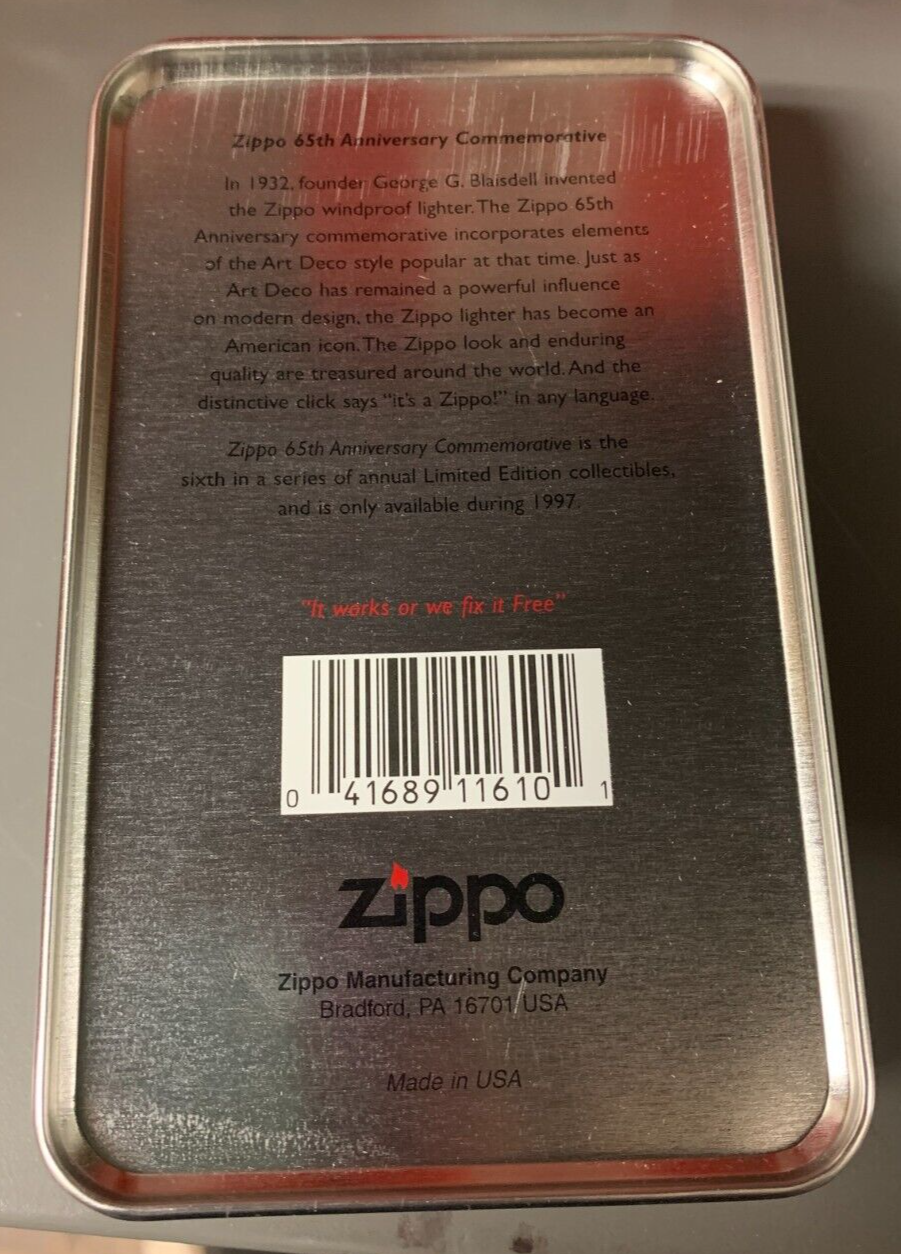 Zippo 65th Anniversary Commemorative
In 1932, founder George G. Blaisdell invented
the Zippo windproof lighter. The Zippo 65th
Anniversary commemorative incorporates elements
of the Art Deco style popular at that time. Just as
Art Deco has remained a powerful influence
on modern design, the Zippo lighter has become an
American icon. The Zippo look and enduring
quality are treasured around the world. And the
distinctive click says "it's a Zippo!" in any language.
Zippo 65th Anniversary Commemorative is the
sixth in a series of annual Limited Edition collectibles,
and is only available during 1997.
"It works or we fix it Free"
0 41689 11610 1
zippo
Zippo Manufacturing Company
Bradford, PA 16701 USA
Made in USA